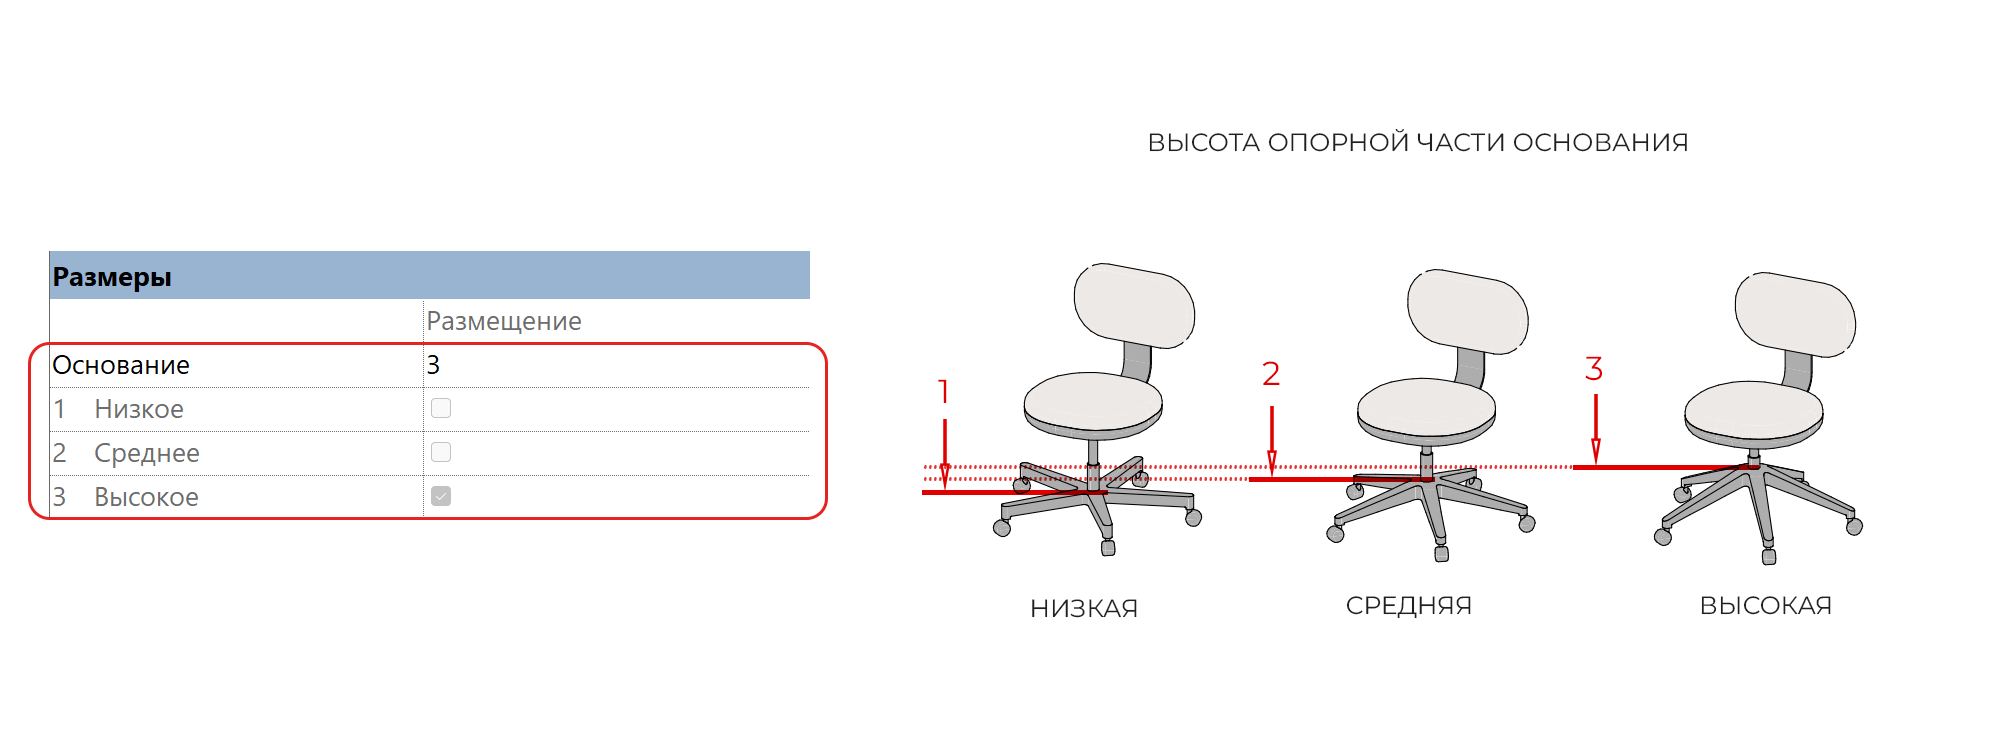 ВЫСОТА ОПОРНОЙ ЧАСТИ ОСНОВАНИЯ
Размеры
Размещение
Основание 3
1 Низкое
2 Среднее
3 Высокое
1
2
3
НИЗКАЯ
СРЕДНЯЯ
ВЫСОКАЯ